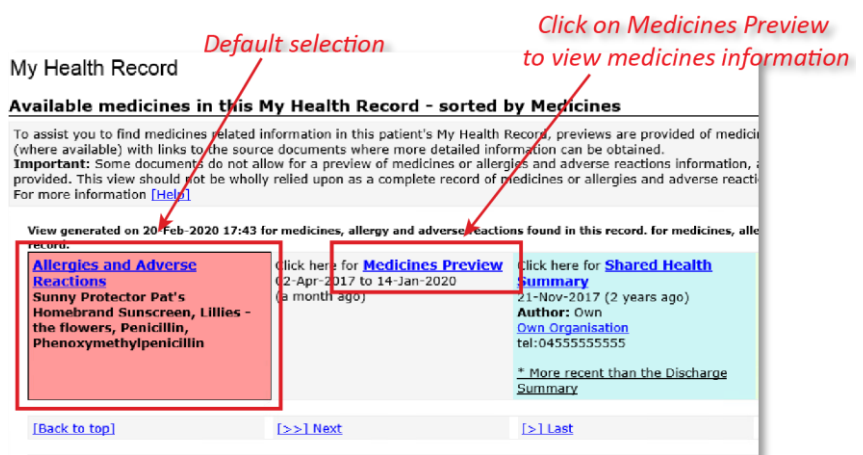 Default selection
Click on Medicines Preview
to view medicines information
My Health Record
Available medicines in this My Health Record - sorted by Medicines
To assist you to find medicines related information in this patient's My Health Record, previews are provided of medicin
(where available) with links to the source documents where more detailed information can be obtained.
Important: Some documents do not allow for a preview of medicines or allergies and adverse reactions information, a
provided. This view should not be wholly relied upon as a complete record of medicines or allergies and adverse reacti
For more information [Help]
View generated on 20-Feb-2020 17:43 for medicines, allergy and adverse reactions found in this record. for medicines, alle
record.
Allergies and Adverse
Reactions
Sunny Protector Pat's
Homebrand Sunscreen, Lillies -
the flowers, Penicillin,
Phenoxymethylpenicillin
Click here for Medicines Preview
02-Apr-2017 to 14-Jan-2020
(a month ago)
Click here for Shared Health
Summary
21-Nov-2017 (2 years ago)
Author: Own
Own Organisation
tel:04555555555
* More recent than the Discharge
Summary
[Back to top]
[>>] Next
[>] Last